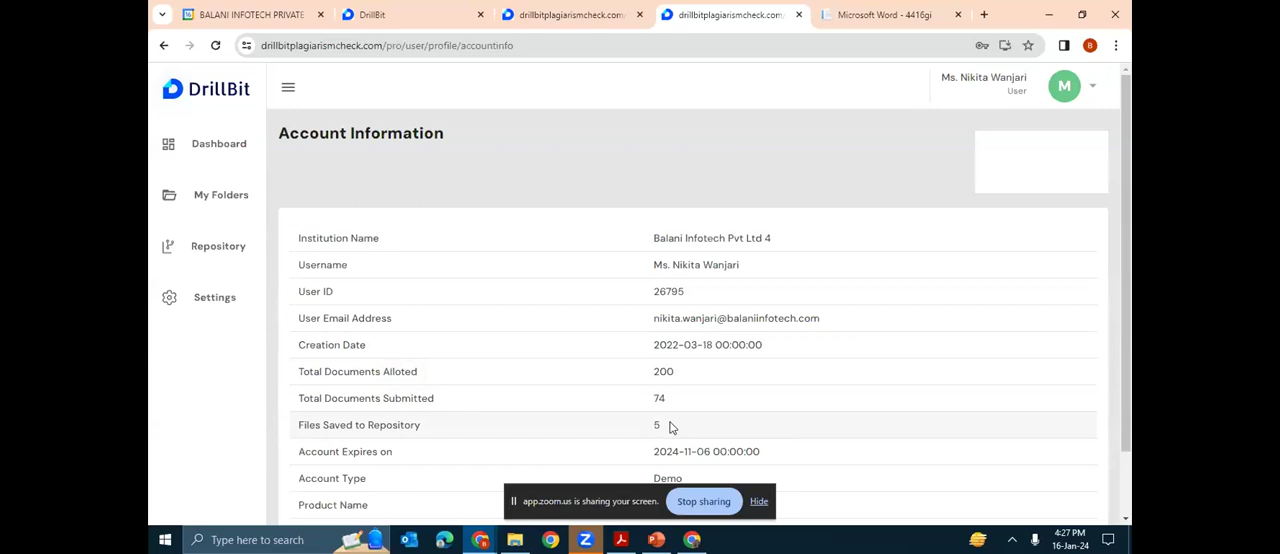 BALANI INFOTECH PRIVATE
DrillBit
drillbitplagiarismcheck.com/
drillbitplagiarismcheck.com/
Microsoft Word - 4416gi
drillbitplagiarismcheck.com/pro/user/profile/accountinfo
B
DrillBit
Ms. Nikita Wanjari
User
M
Dashboard
My Folders
Repository
Settings
Account Information
Institution Name Balani Infotech Pvt Ltd 4
Username Ms. Nikita Wanjari
User ID 26795
User Email Address nikita.wanjari@balaniinfotech.com
Creation Date 2022-03-18 00:00:00
Total Documents Alloted 200
Total Documents Submitted 74
Files Saved to Repository 5
Account Expires on 2024-11-06 00:00:00
Account Type Demo
Product Name
app.zoom.us is sharing your screen. Stop sharing Hide
Type here to search
4:27 PM
16-Jan-24